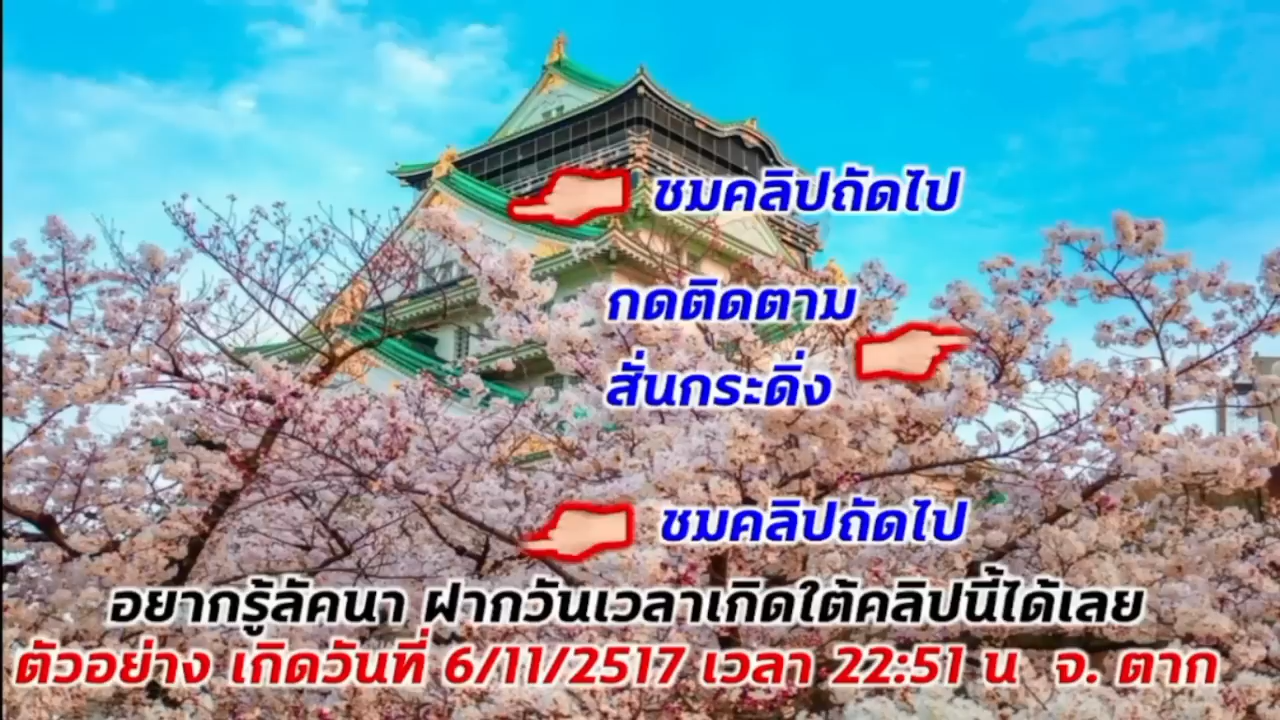 ชมคลิปถัดไป
กดติดตาม
สั่นกระดิ่ง
ชมคลิปถัดไป
อยากรู้ลัคนา ฝากวันเวลาเกิดใต้คลิปนี้ได้เลย
ตัวอย่าง เกิดวันที่ 6/11/2517 เวลา 22:51 น จ. ตาก